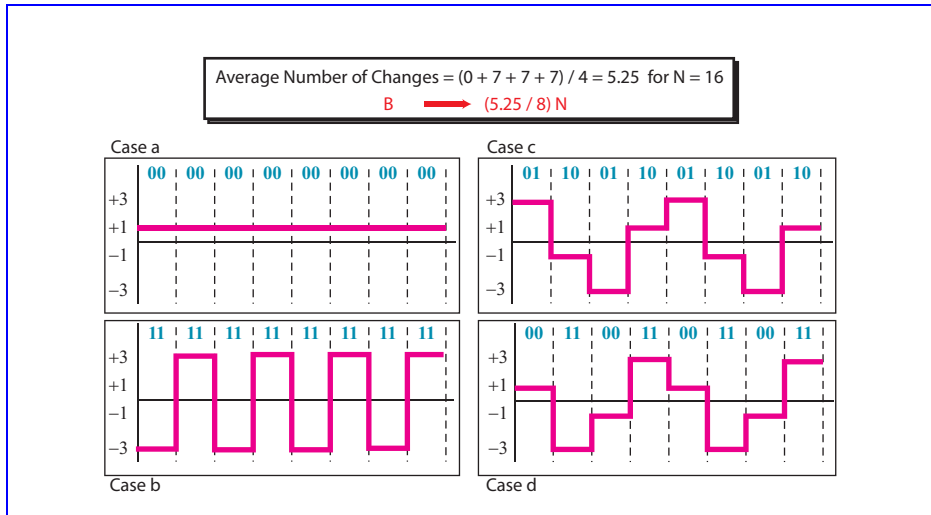 Average Number of Changes = (0 + 7 + 7 + 7) / 4 = 5.25 for N = 16
B (5.25 / 8) N
Case a
00 00 00 00 00 00 00 00
+3
+1
−1
−3
Case c
01 10 01 10 01 10 01 10
+3
+1
−1
−3
11 11 11 11 11 11 11 11
+3
+1
−1
−3
Case b
00 11 00 11 00 11 00 11
+3
+1
−1
−3
Case d